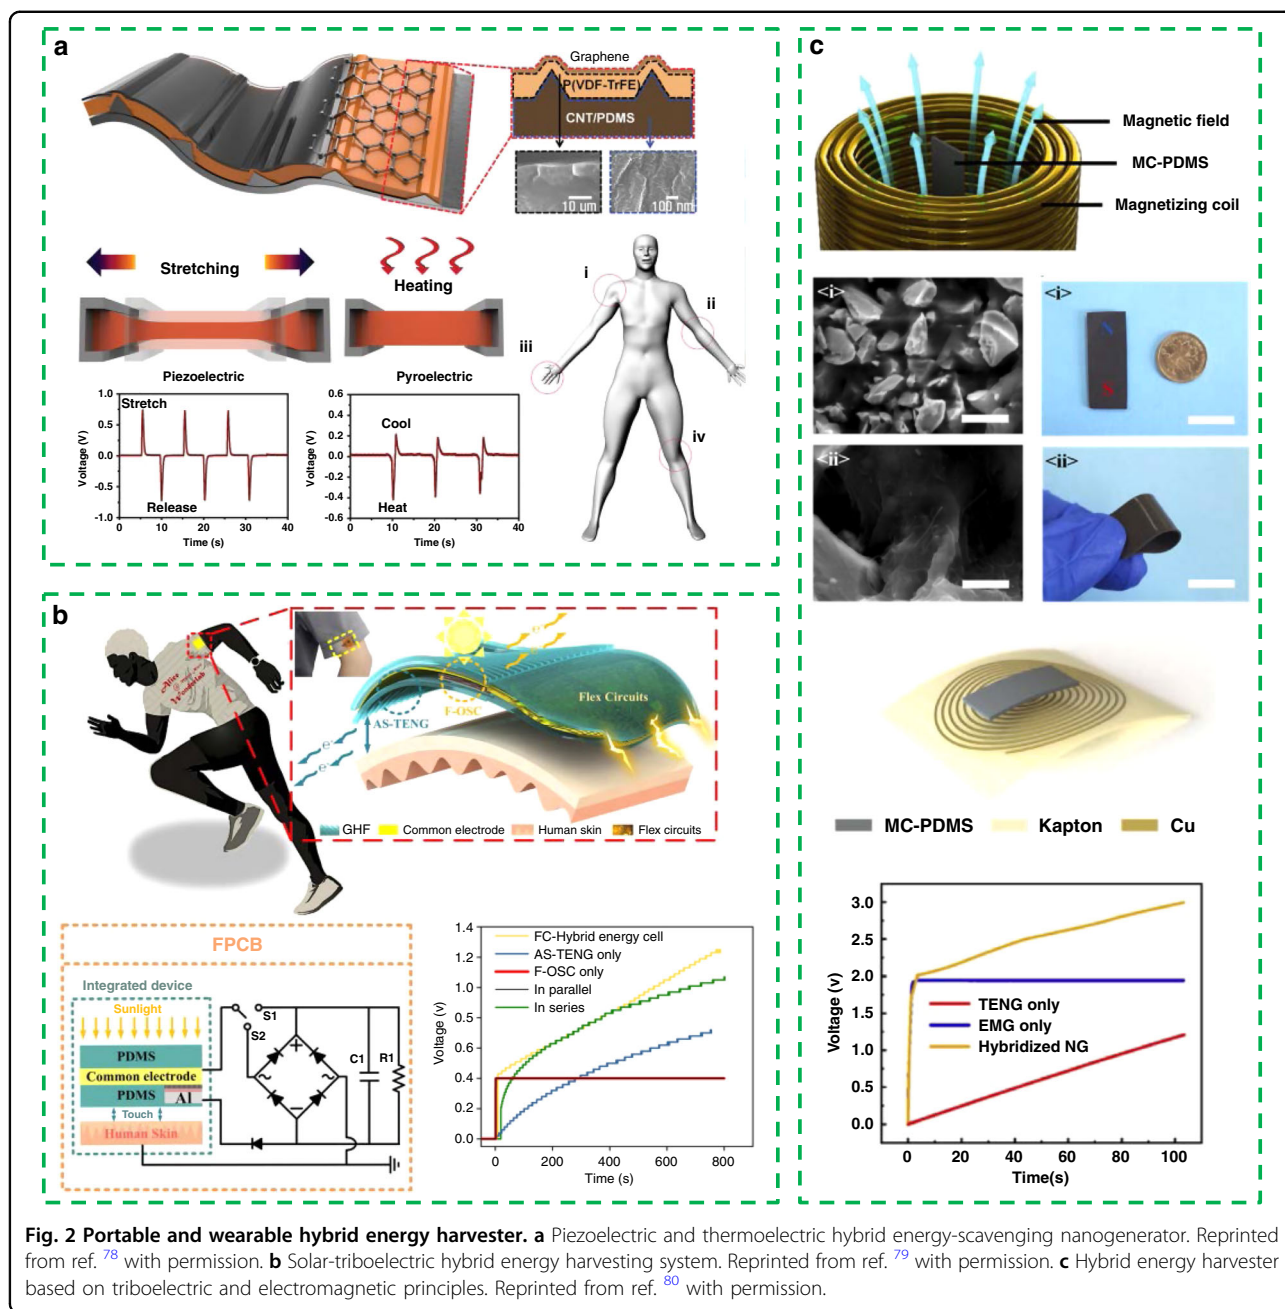 a
Graphene
P(VDF-TrFE)
CNT/PDMS
10 um
100 nm
Stretching
Heating
i
ii
iii
iv
Piezoelectric
Stretch
Release
Voltage (V)
1.0
0.5
0.0
-0.5
-1.0
0 10 20 30 40
Time (s)
Pyroelectric
Cool
Heat
Voltage (V)
0.6
0.4
0.2
0.0
-0.2
-0.4
-0.6
0 10 20 30 40
Time (s)
b
AS-TENG
F-OSC
Flex Circuits
e-
e-
e-
GHF Common electrode Human skin Flex circuits
FPCB
Integrated device
Sunlight
PDMS
Common electrode
PDMS Al
Touch
Human Skin
S1
S2
C1 R1
FC-Hybrid energy cell
AS-TENG only
F-OSC only
In parallel
In series
Voltage (v)
1.4
1.2
1.0
0.8
0.6
0.4
0.2
0.0
0 200 400 600 800
Time (s)
c
Magnetic field
MC-PDMS
Magnetizing coil
<i>
<i>
N
S
<ii>
<ii>
MC-PDMS Kapton Cu
Voltage (v)
3.0
2.5
2.0
1.5
1.0
0.5
0.0
TENG only
EMG only
Hybridized NG
0 20 40 60 80 100
Time(s)
Fig. 2 Portable and wearable hybrid energy harvester. a Piezoelectric and thermoelectric hybrid energy-scavenging nanogenerator. Reprinted
from ref. 78 with permission. b Solar-triboelectric hybrid energy harvesting system. Reprinted from ref. 79 with permission. c Hybrid energy harvester
based on triboelectric and electromagnetic principles. Reprinted from ref. 80 with permission.